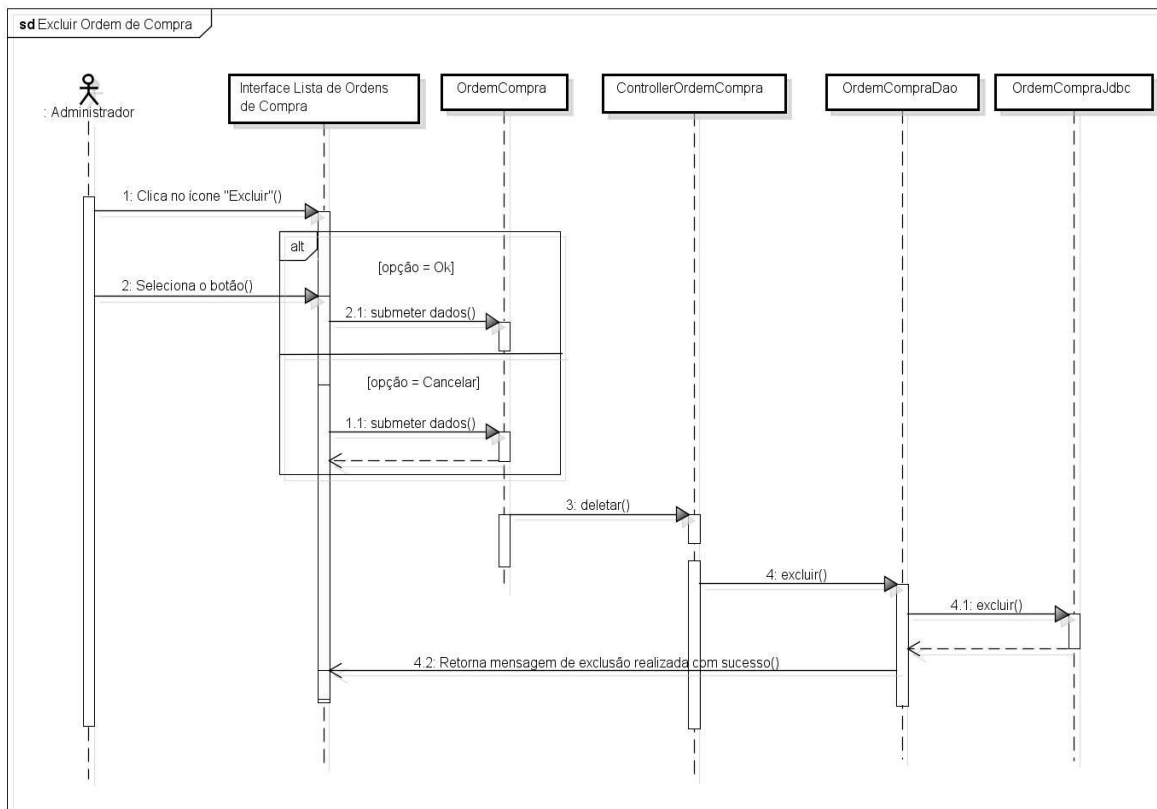 sd Excluir Ordem de Compra
: Administrador
Interface Lista de Ordens
de Compra
OrdemCompra
ControllerOrdemCompra
OrdemCompraDao
OrdemCompraJdbc
1: Clica no ícone "Excluir"()
alt
[opção = Ok]
2: Seleciona o botão()
2.1: submeter dados()
[opção = Cancelar]
1.1: submeter dados()
3: deletar()
4: excluir()
4.1: excluir()
4.2: Retorna mensagem de exclusão realizada com sucesso()